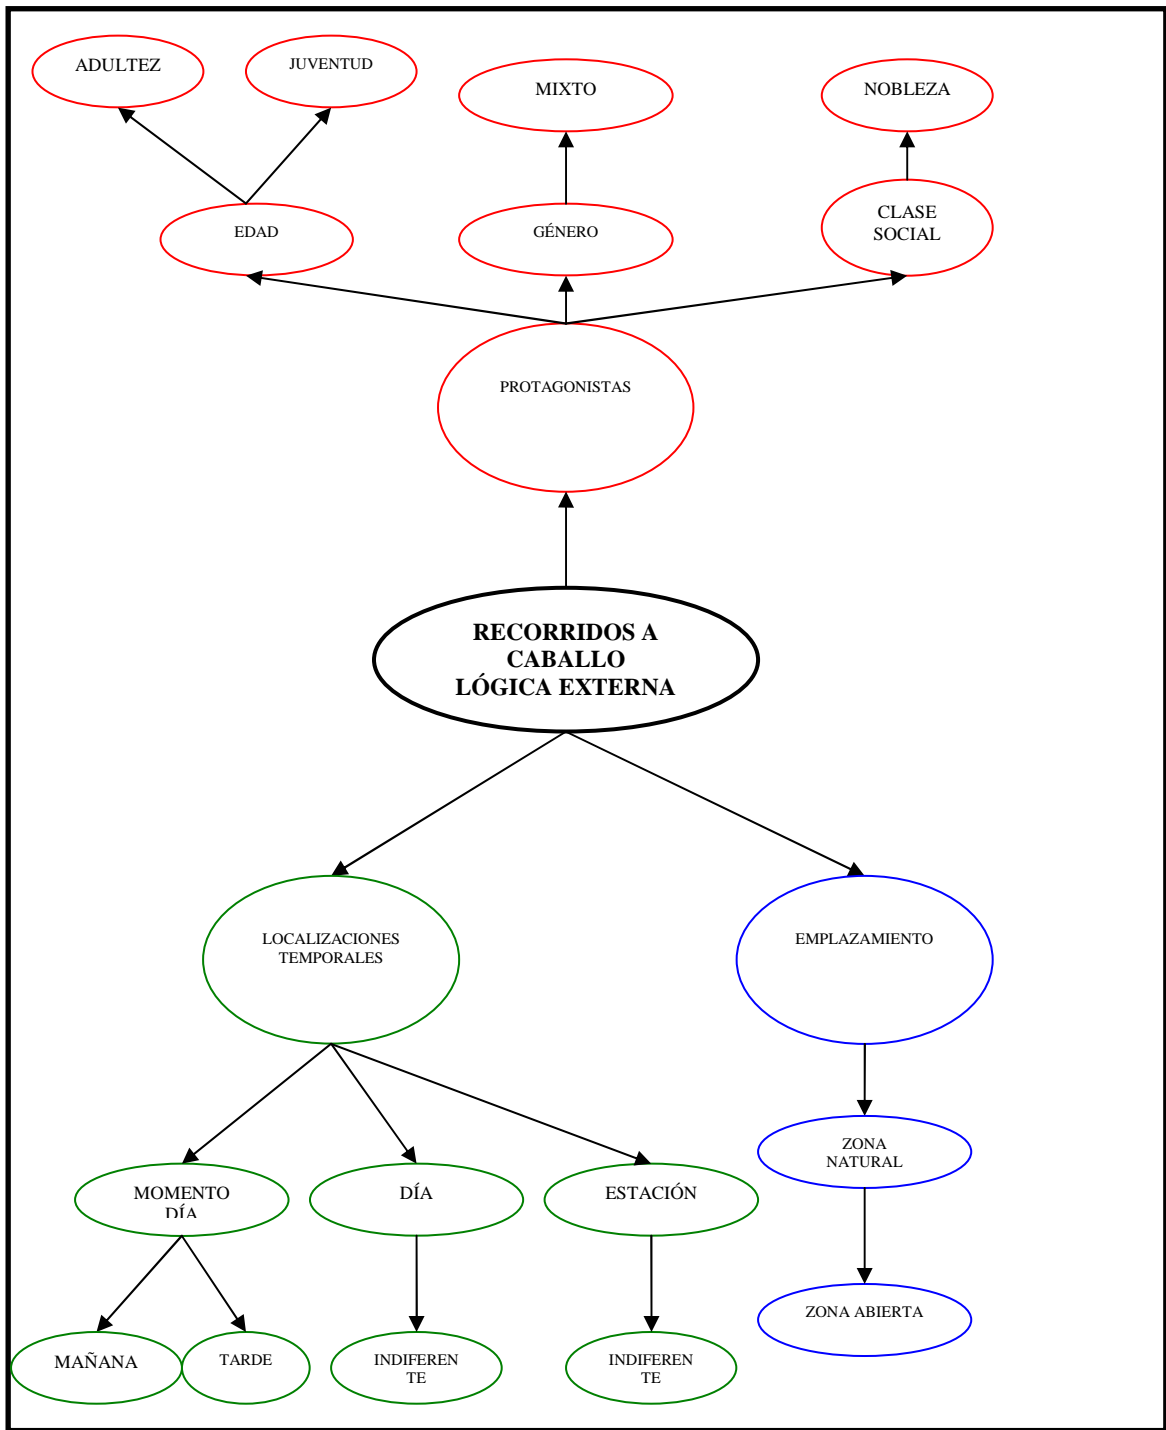 ADULTEZ
JUVENTUD
MIXTO
NOBLEZA
EDAD
GÉNERO
CLASE
SOCIAL
PROTAGONISTAS
RECORRIDOS A
CABALLO
LÓGICA EXTERNA
LOCALIZACIONES
TEMPORALES
EMPLAZAMIENTO
ZONA
NATURAL
MOMENTO
DÍA
DÍA
ESTACIÓN
ZONA ABIERTA
MAÑANA
TARDE
INDIFEREN
TE
INDIFEREN
TE